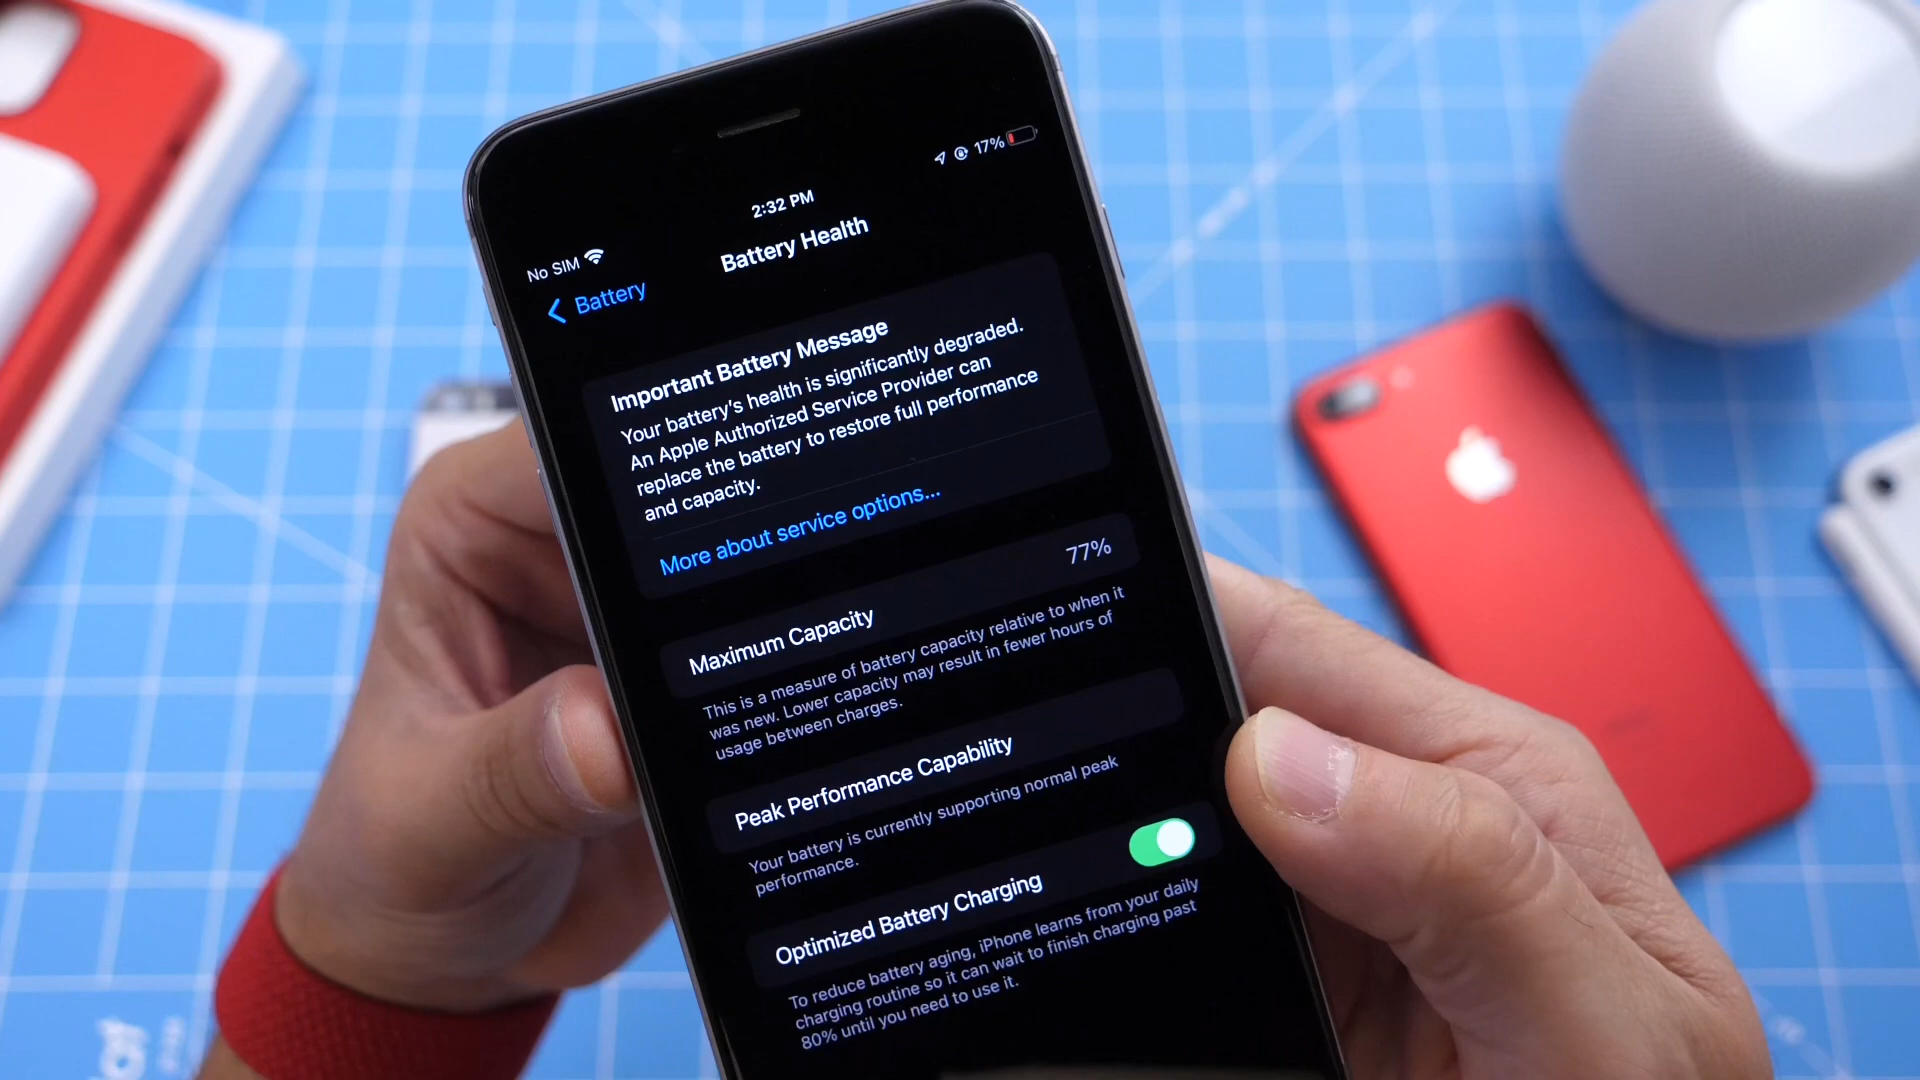 17%
2:32 PM
No SIM
Battery Health
Battery
Important Battery Message
Your battery's health is significantly degraded.
An Apple Authorized Service Provider can
replace the battery to restore full performance
and capacity.
More about service options...
Maximum Capacity 77%
This is a measure of battery capacity relative to when it
was new. Lower capacity may result in fewer hours of
usage between charges.
Peak Performance Capability
Your battery is currently supporting normal peak
performance.
Optimized Battery Charging
To reduce battery aging, iPhone learns from your daily
charging routine so it can wait to finish charging past
80% until you need to use it.